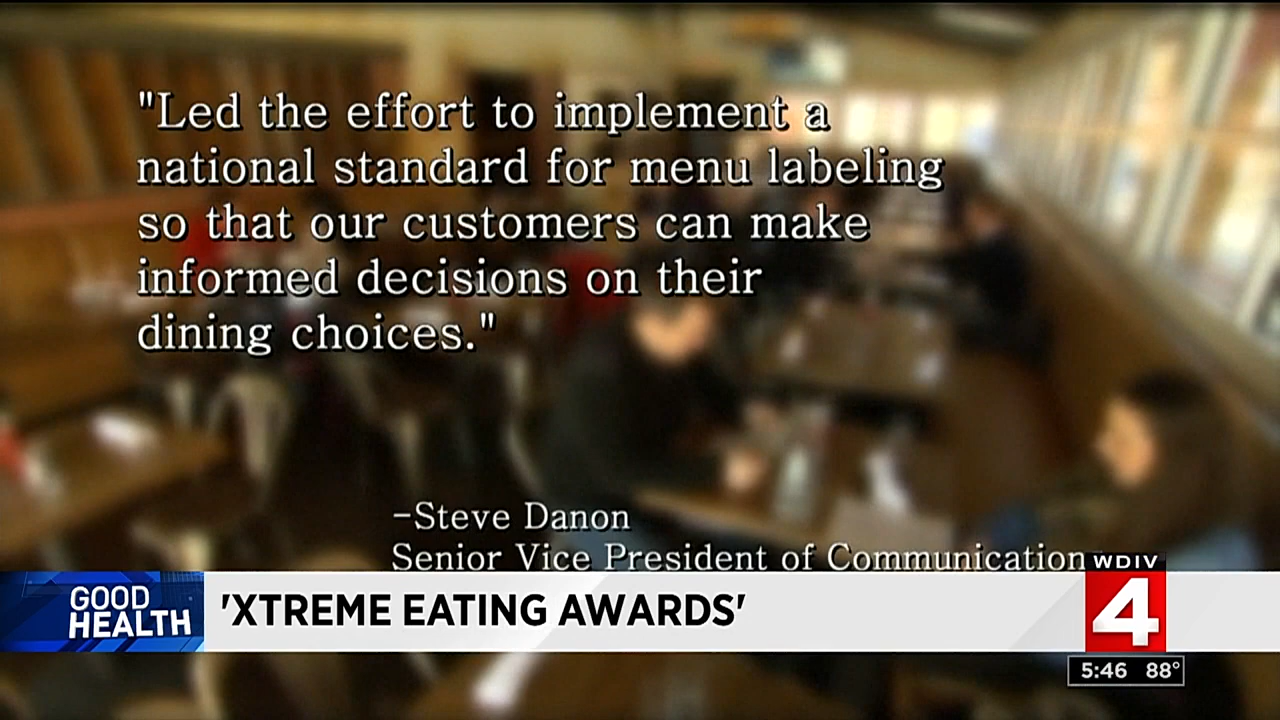 "Led the effort to implement a
national standard for menu labeling
so that our customers can make
informed decisions on their
dining choices."
-Steve Danon
Senior Vice President of Communication
WDIV
4
GOOD
HEALTH
'XTREME EATING AWARDS'
5:46 88°